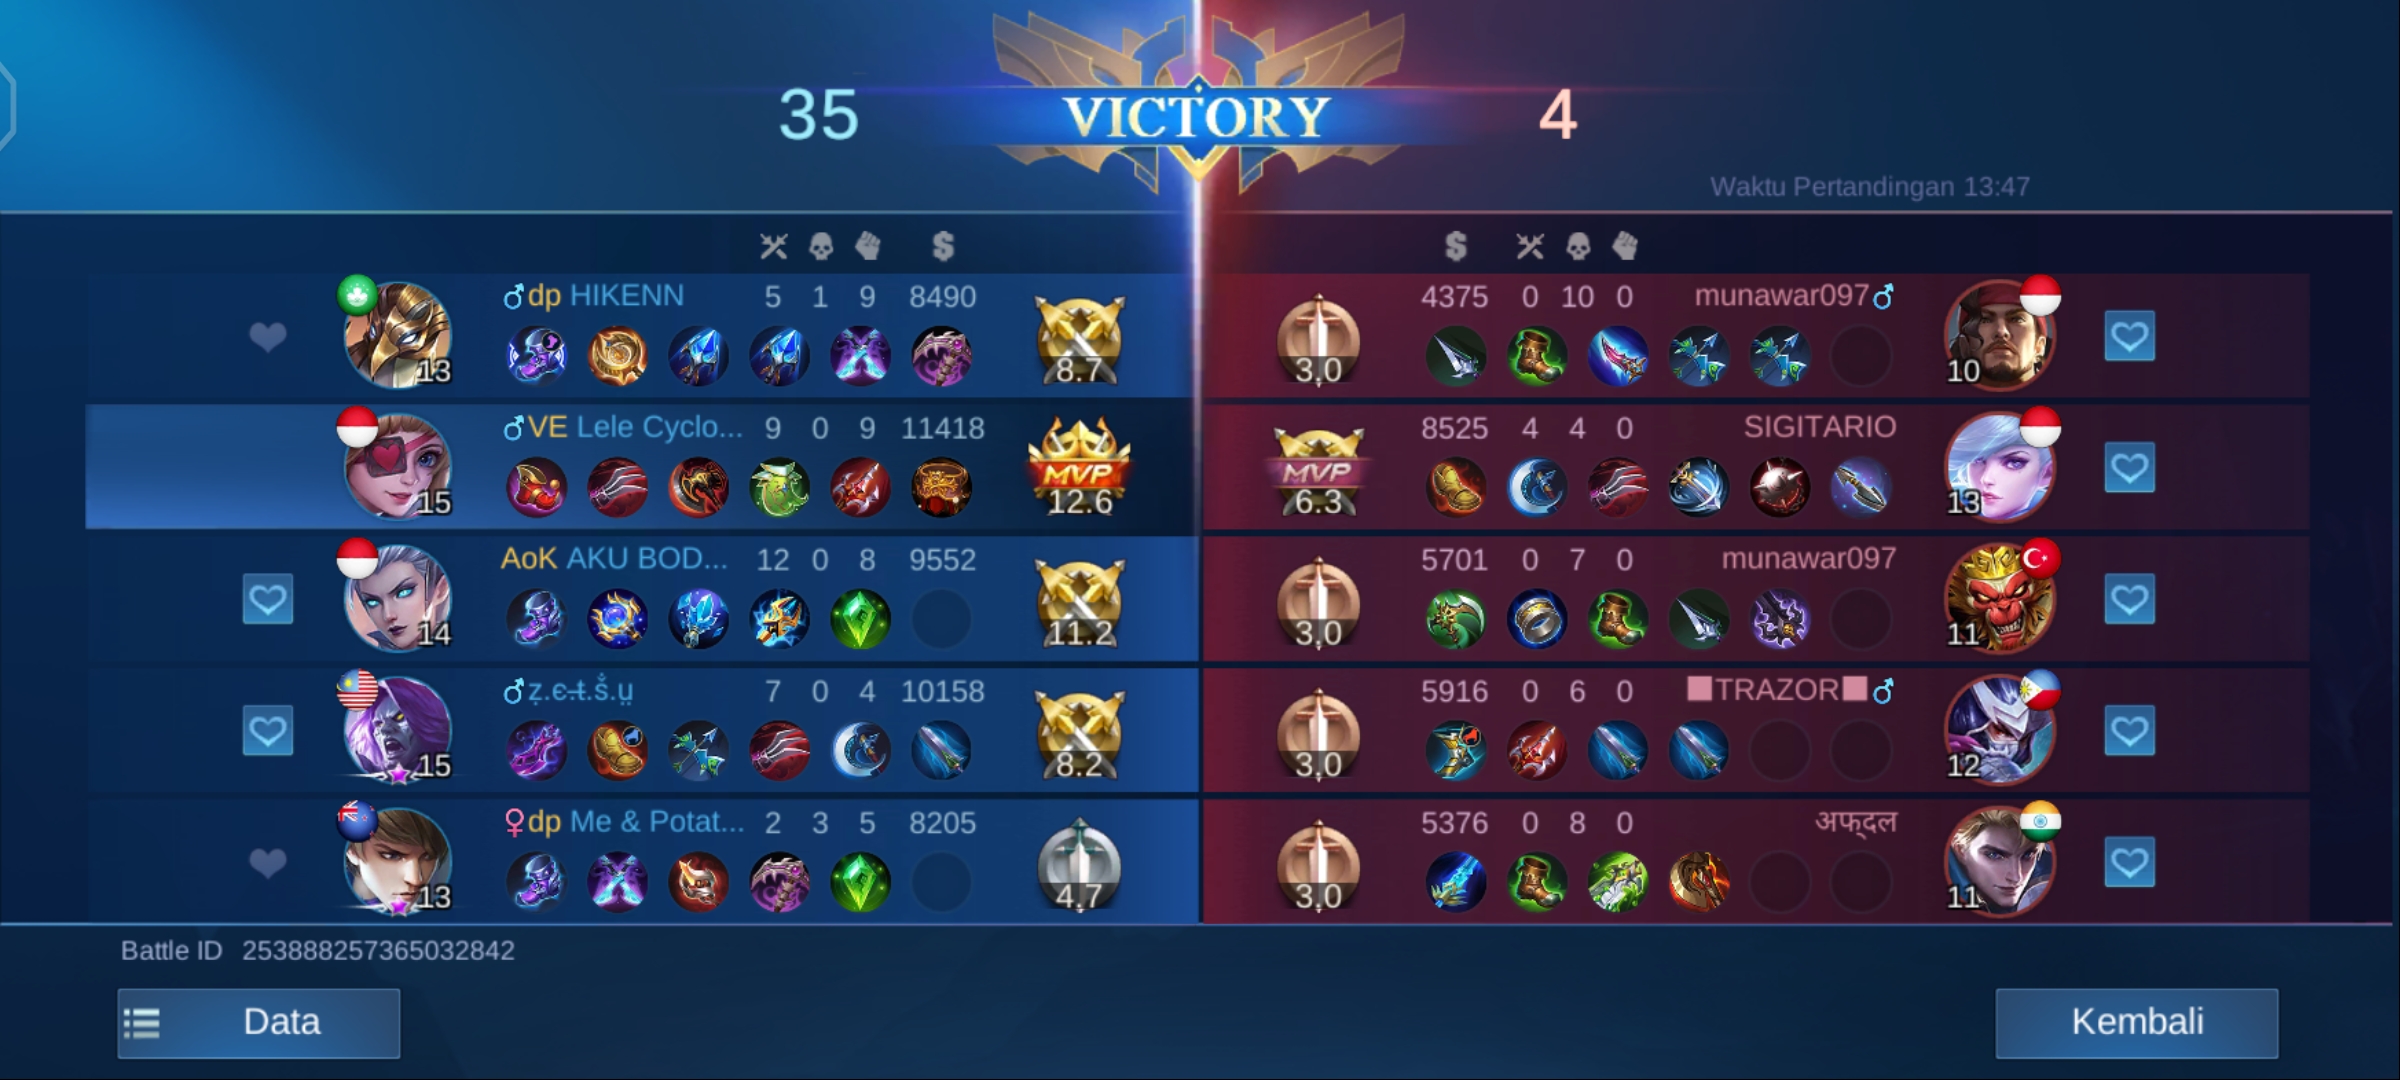 35 VICTORY 4
Waktu Pertandingan 13:47
dp HIKENN 5 1 9 8490
13 8.7
4375 0 10 0 munawar097
3,0 10
VE Lele Cyclo... 9 0 9 11418
15 MVP 12.6
8525 4 4 0 SIGITARIO
MVP 6.3 13
AoK AKU BOD... 12 0 8 9552
14 11.2
5701 0 7 0 munawar097
3,0 11
ẓ.є.t.ṩ.ṳ 7 0 4 10158
15 8.2
5916 0 6 0 ■TRAZOR■
3,0 12
dp Me & Potat... 2 3 5 8205
13 4.7
5376 0 8 0 अफ्दल
3,0 11
Battle ID 253888257365032842
Data Kembali